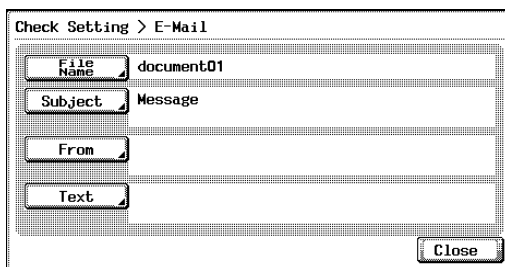 Check Setting > E-Mail
File Name
document01
Subject
Message
From
Text
Close